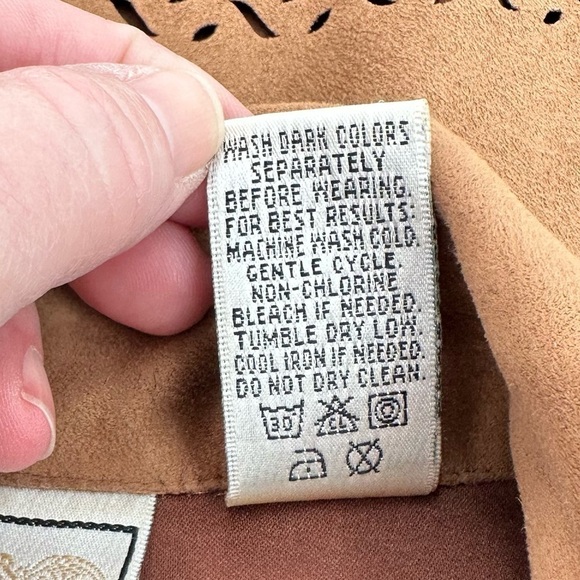 WASH DARK COLORS
SEPARATELY
BEFORE WEARING.
FOR BEST RESULTS:
MACHINE WASH COLD.
GENTLE CYCLE
NON-CHLORINE
BLEACH IF NEEDED.
TUMBLE DRY LOW.
COOL IRON IF NEEDED.
DO NOT DRY CLEAN.
30 CL